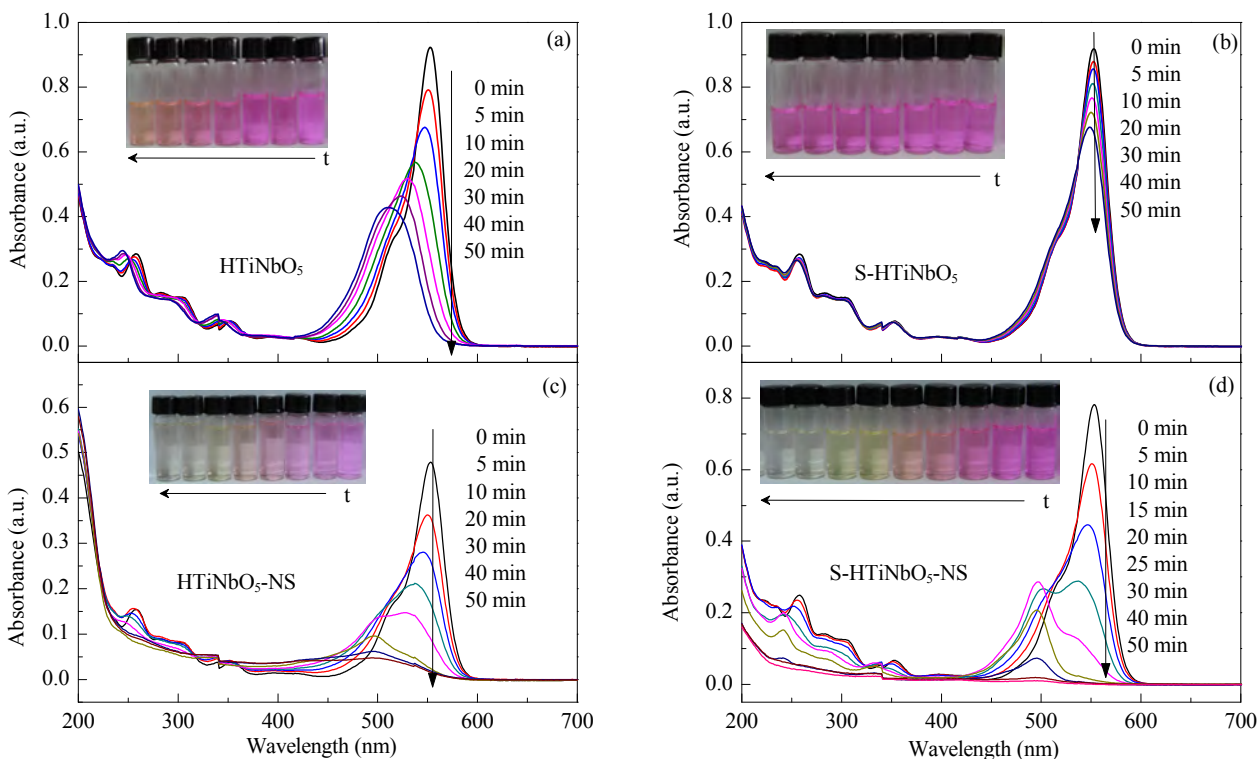 (a)
1.0
0.8
0.6
0.4
0.2
0.0
Absorbance (a.u.)
t
HTiNbO₅
0 min
5 min
10 min
20 min
30 min
40 min
50 min
(b)
1.0
0.8
0.6
0.4
0.2
0.0
Absorbance (a.u.)
t
S-HTiNbO₅
0 min
5 min
10 min
20 min
30 min
40 min
50 min
(c)
0.6
0.5
0.4
0.3
0.2
0.1
0.0
Absorbance (a.u.)
t
HTiNbO₅-NS
0 min
5 min
10 min
20 min
30 min
40 min
50 min
200 300 400 500 600 700
Wavelength (nm)
(d)
0.8
0.6
0.4
0.2
0.0
Absorbance (a.u.)
t
S-HTiNbO₅-NS
0 min
5 min
10 min
15 min
20 min
25 min
30 min
40 min
50 min
200 300 400 500 600 700
Wavelength (nm)